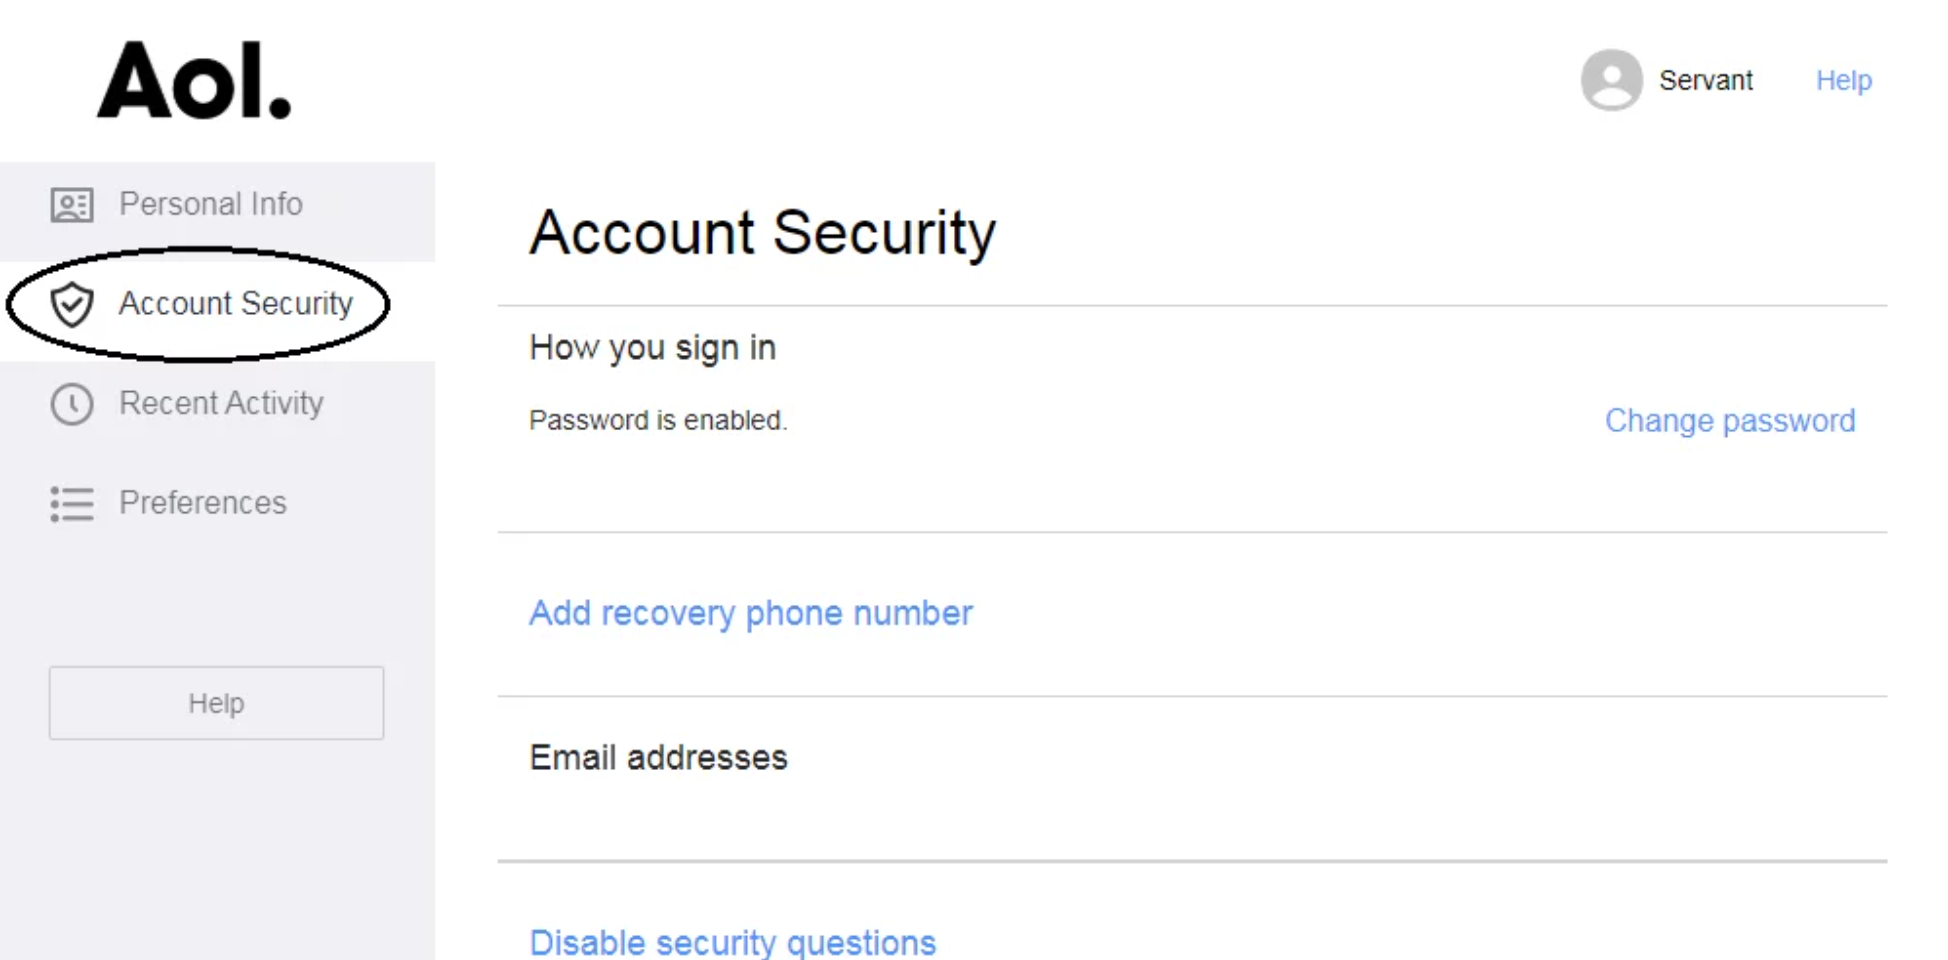 Aol.
Servant
Help
Personal Info
Account Security
Recent Activity
Preferences
Help
Account Security
How you sign in
Password is enabled.
Change password
Add recovery phone number
Email addresses
Disable security questions